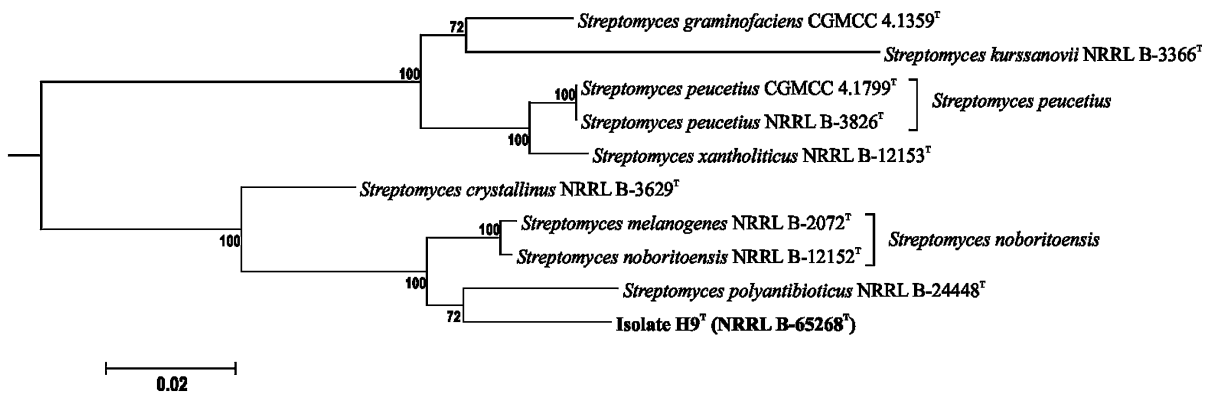 72
Streptomyces graminofaciens CGMCC 4.1359ᵀ
Streptomyces kurssanovii NRRL B-3366ᵀ
100
100
Streptomyces peucetius CGMCC 4.1799ᵀ
Streptomyces peucetius
Streptomyces peucetius NRRL B-3826ᵀ
100
Streptomyces xantholiticus NRRL B-12153ᵀ
Streptomyces crystallinus NRRL B-3629ᵀ
100
100
Streptomyces melanogenes NRRL B-2072ᵀ
Streptomyces noboritoensis
Streptomyces noboritoensis NRRL B-12152ᵀ
100
Streptomyces polyantibioticus NRRL B-24448ᵀ
72
Isolate H9ᵀ (NRRL B-65268ᵀ)
0.02